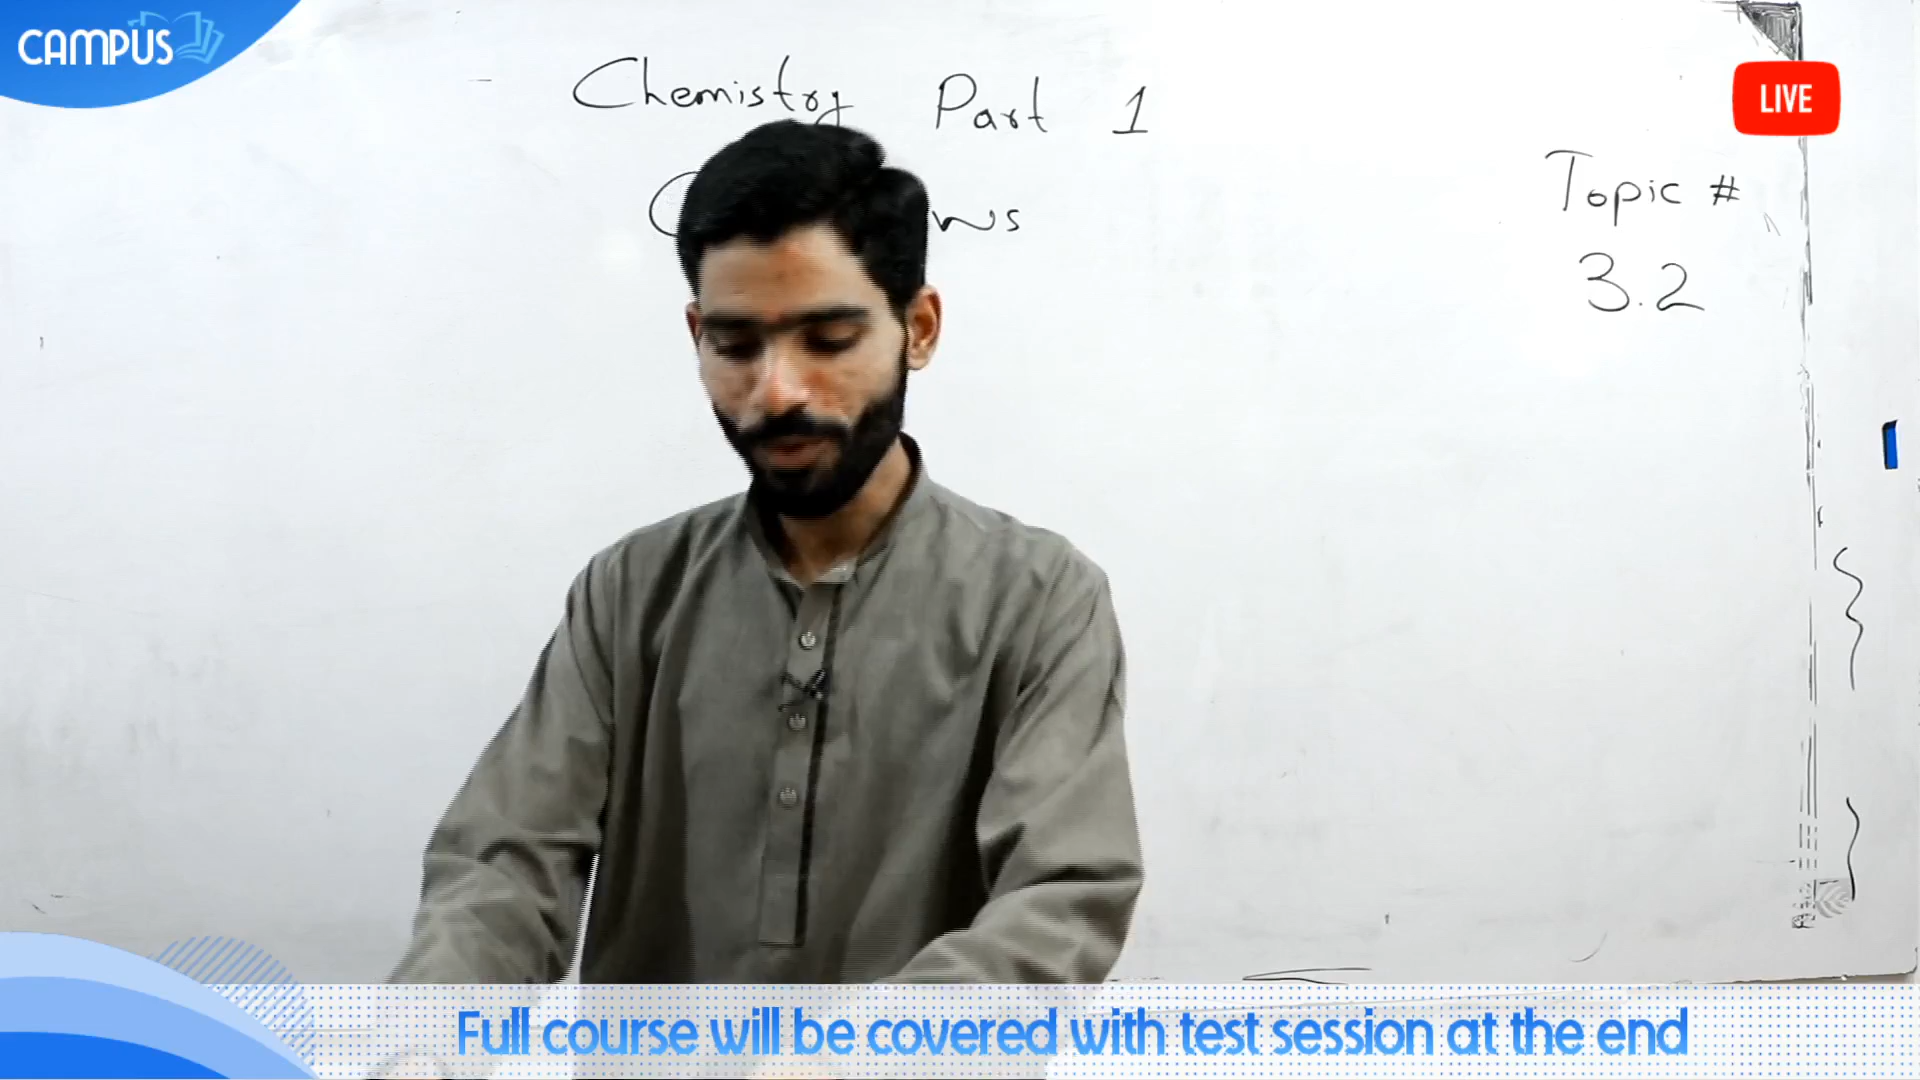 CAMPUS
Chemistry Part 1
LIVE
Topic #
3.2
Full course will be covered with test session at the end